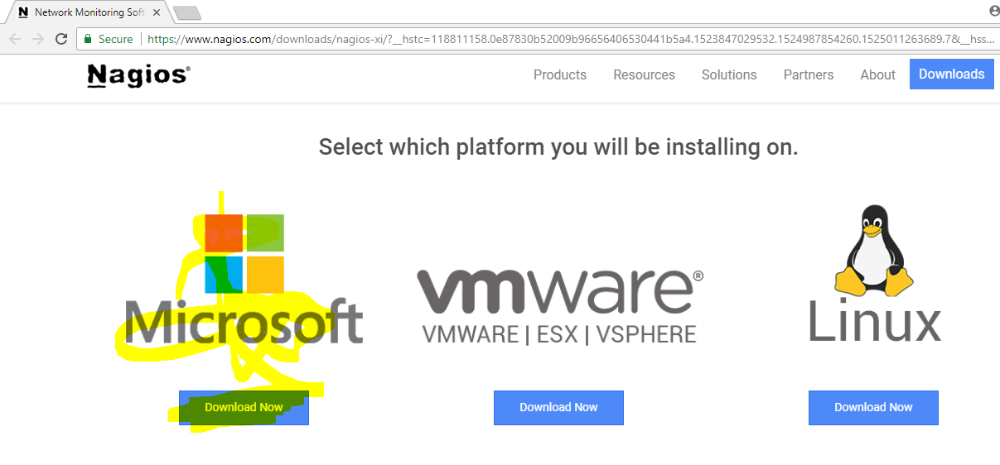 Network Monitoring Soft
Secure
https://www.nagios.com/downloads/nagios-xi/?__hstc=118811158.0e87830b52009b96656406530441b5a4.1523847029532.1524987854260.1525011263689.7&__hss...
Nagios®
Products Resources Solutions Partners About Downloads
Select which platform you will be installing on.
Microsoft
vmware®
VMWARE | ESX | VSPHERE
Linux
Download Now Download Now Download Now